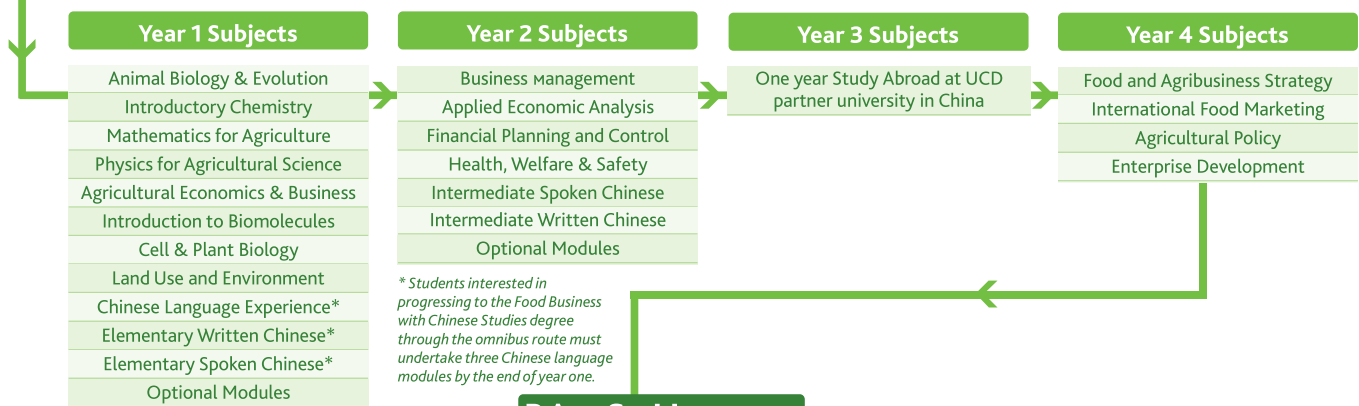 Year 1 Subjects
Animal Biology & Evolution
Introductory Chemistry
Mathematics for Agriculture
Physics for Agricultural Science
Agricultural Economics & Business
Introduction to Biomolecules
Cell & Plant Biology
Land Use and Environment
Chinese Language Experience*
Elementary Written Chinese*
Elementary Spoken Chinese*
Optional Modules
Year 2 Subjects
Business Management
Applied Economic Analysis
Financial Planning and Control
Health, Welfare & Safety
Intermediate Spoken Chinese
Intermediate Written Chinese
Optional Modules
* Students interested in
progressing to the Food Business
with Chinese Studies degree
through the omnibus route must
undertake three Chinese language
modules by the end of year one.
Year 3 Subjects
One year Study Abroad at UCD
partner university in China
Year 4 Subjects
Food and Agribusiness Strategy
International Food Marketing
Agricultural Policy
Enterprise Development